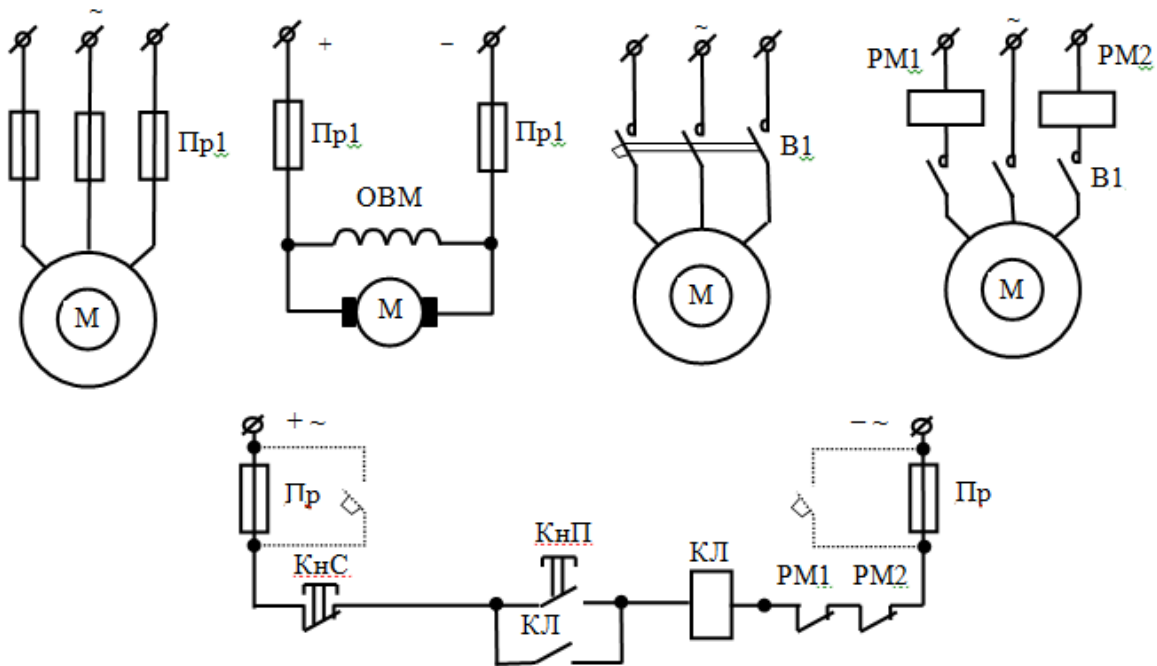 ~
+
−
~
~
РМ1
РМ2
Пр1
Пр1
Пр1
В1
В1
ОВМ
М
М
М
М
+ ~
− ~
Пр
Пр
КнС
КнП
КЛ
КЛ
РМ1
РМ2